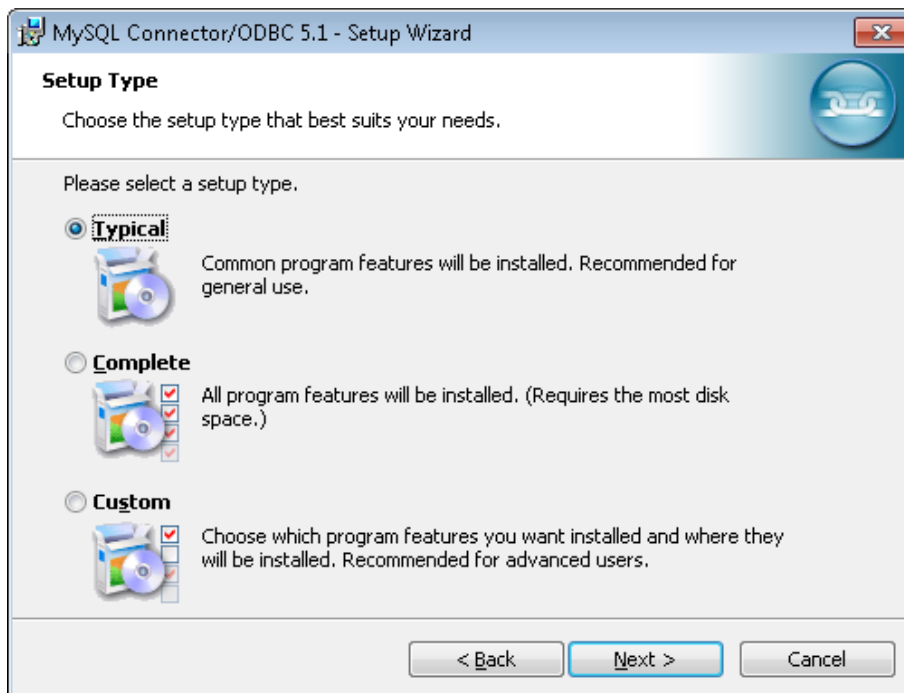 MySQL Connector/ODBC 5.1 - Setup Wizard
Setup Type
Choose the setup type that best suits your needs.
Please select a setup type.
Typical
Common program features will be installed. Recommended for
general use.
Complete
All program features will be installed. (Requires the most disk
space.)
Custom
Choose which program features you want installed and where they
will be installed. Recommended for advanced users.
< Back Next > Cancel